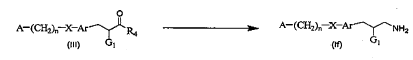 A—(CH₂)ₙ—X—Ar O R₄ G₁ A—(CH₂)ₙ—X—Ar NH₂ G₁
(III) (If)